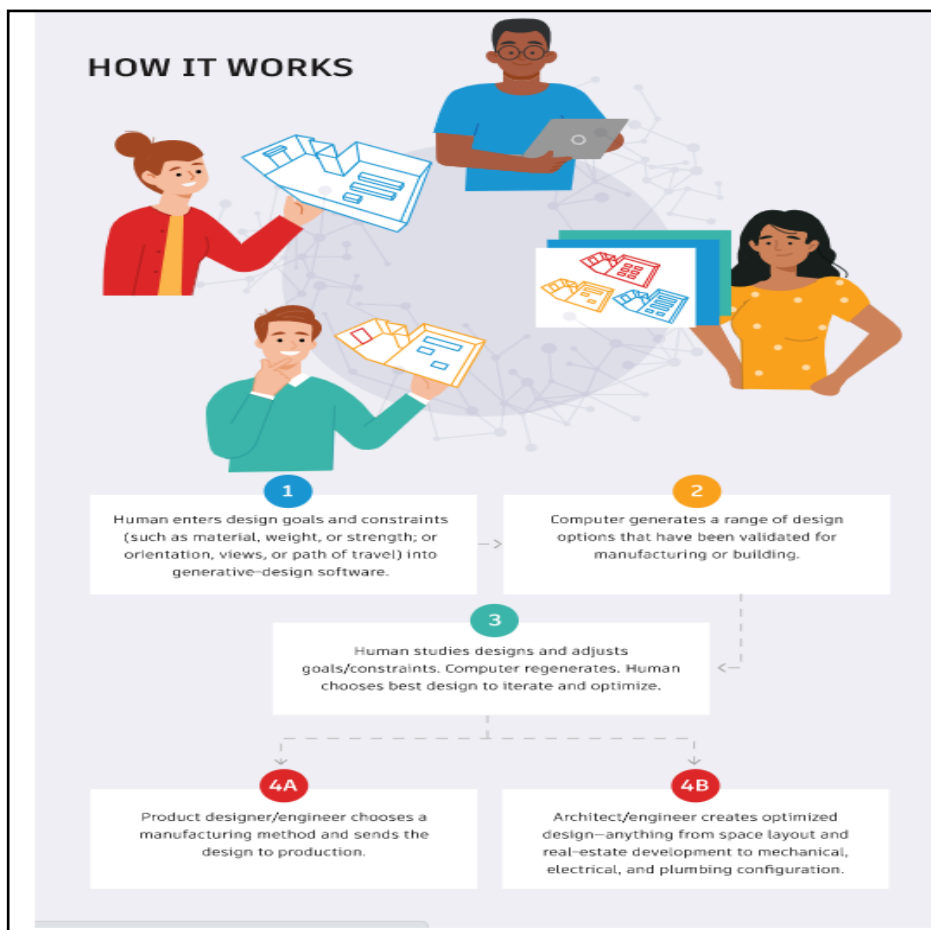 HOW IT WORKS
1
Human enters design goals and constraints
(such as material, weight, or strength; or
orientation, views, or path of travel) into
generative-design software.
2
Computer generates a range of design
options that have been validated for
manufacturing or building.
3
Human studies designs and adjusts
goals/constraints. Computer regenerates. Human
chooses best design to iterate and optimize.
4A
Product designer/engineer chooses a
manufacturing method and sends the
design to production.
4B
Architect/engineer creates optimized
design—anything from space layout and
real-estate development to mechanical,
electrical, and plumbing configuration.